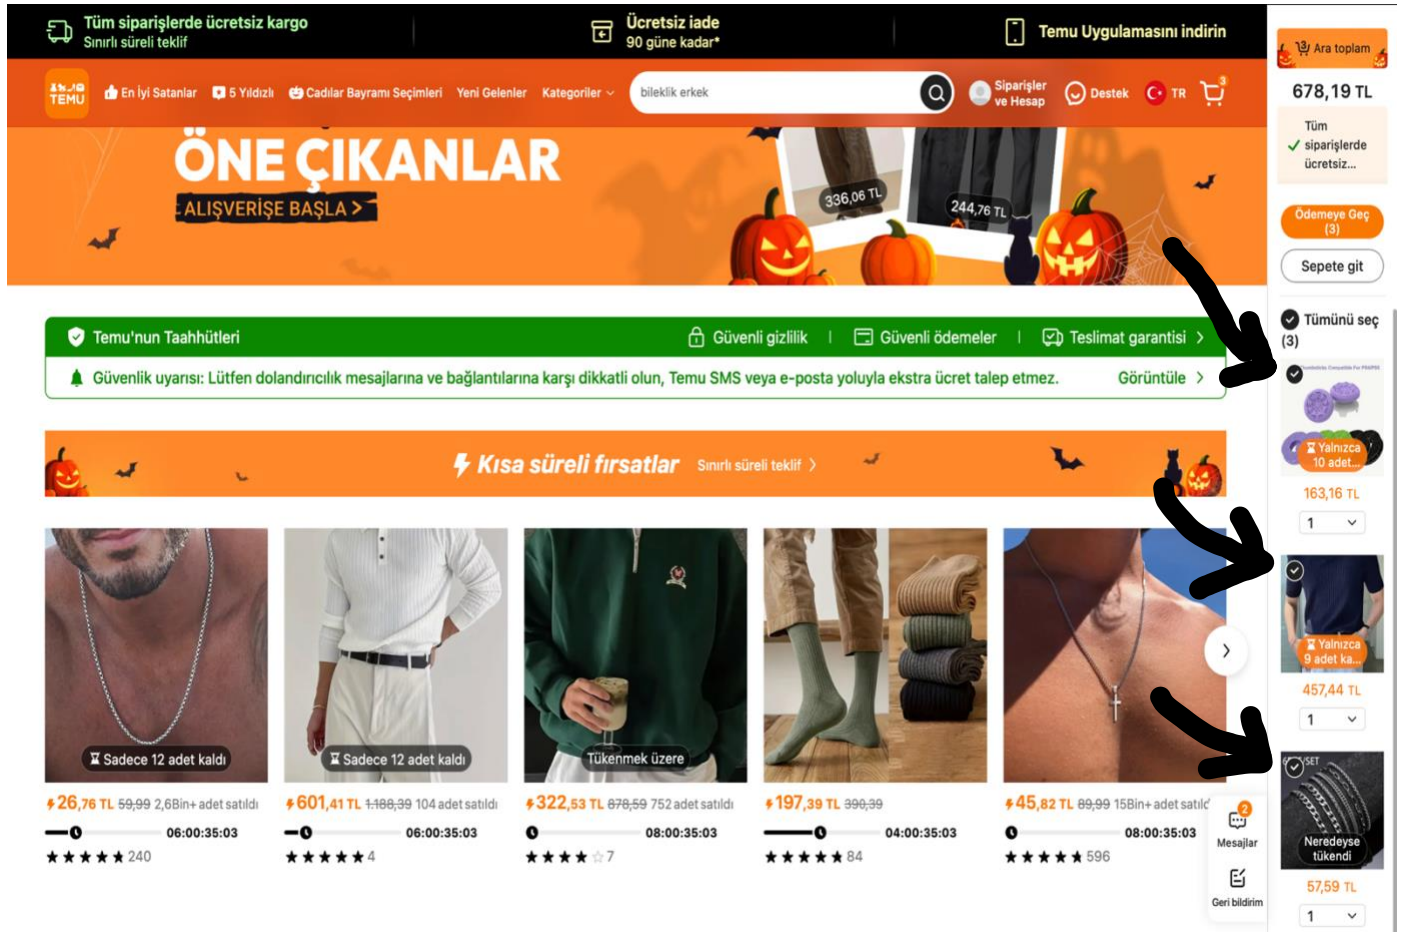 Tüm siparişlerde ücretsiz kargo
Sınırlı süreli teklif
Ücretsiz iade
90 güne kadar*
Temu Uygulamasını indirin
TEMU
En İyi Satanlar
5 Yıldızlı
Cadılar Bayramı Seçimleri
Yeni Gelenler
Kategoriler
bileklik erkek
Siparişler
ve Hesap
Destek
TR
3
ÖNE ÇIKANLAR
ALIŞVERİŞE BAŞLA >
336,06 TL
244,76 TL
Temu'nun Taahhütleri
Güvenli gizlilik
Güvenli ödemeler
Teslimat garantisi >
Güvenlik uyarısı: Lütfen dolandırıcılık mesajlarına ve bağlantılarına karşı dikkatli olun, Temu SMS veya e-posta yoluyla ekstra ücret talep etmez.
Görüntüle >
Kısa süreli fırsatlar
Sınırlı süreli teklif >
Sadece 12 adet kaldı
26,76 TL 59,99 2,6Bin+ adet satıldı
06:00:35:03
240
Sadece 12 adet kaldı
601,41 TL 1.188,39 104 adet satıldı
06:00:35:03
4
Tükenmek üzere
322,53 TL 878,59 752 adet satıldı
08:00:35:03
7
197,39 TL 390,39
04:00:35:03
84
45,82 TL 89,99 15Bin+ adet satıldı
08:00:35:03
596
2
Mesajlar
Geri bildirim
3
Ara toplam
678,19 TL
Tüm
siparişlerde
ücretsiz...
Ödemeye Geç
(3)
Sepete git
Tümünü seç
(3)
Yalnızca
10 adet...
163,16 TL
1
Yalnızca
9 adet ka...
457,44 TL
1
/SET
Neredeyse
tükendi
57,59 TL
1